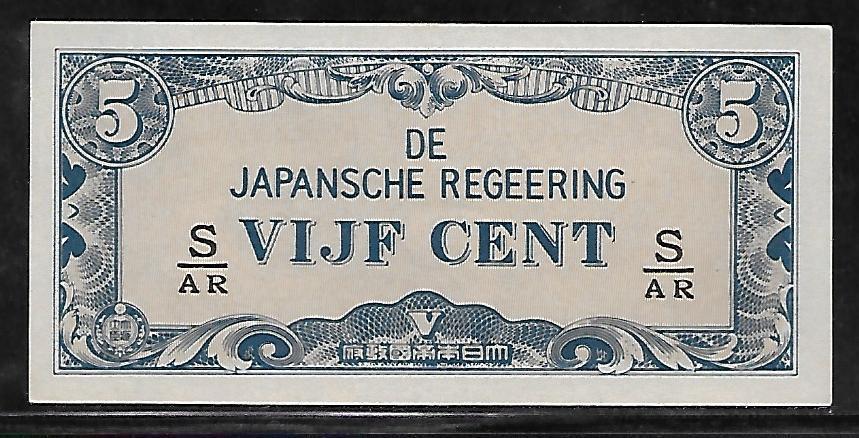 5 5
DE
JAPANSCHE REGEERING
VIJF CENT
S
AR
S
AR
V
府政國帝本日大